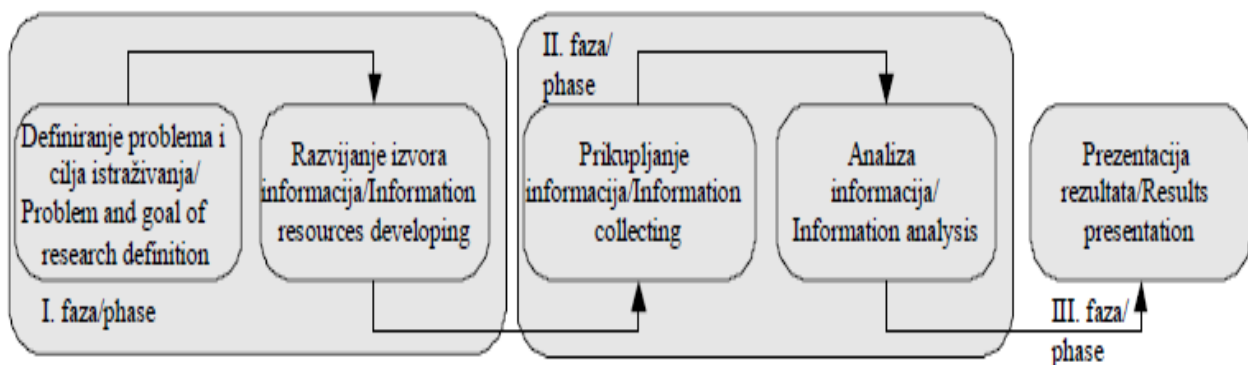 Definiranje problema i
cilja istraživanja/
Problem and goal of
research definition
I. faza/phase
Razvijanje izvora
informacija/Information
resources developing
II. faza/
phase
Prikupljanje
informacija/Information
collecting
Analiza
informacija/
Information analysis
Prezentacija
rezultata/Results
presentation
III. faza/
phase